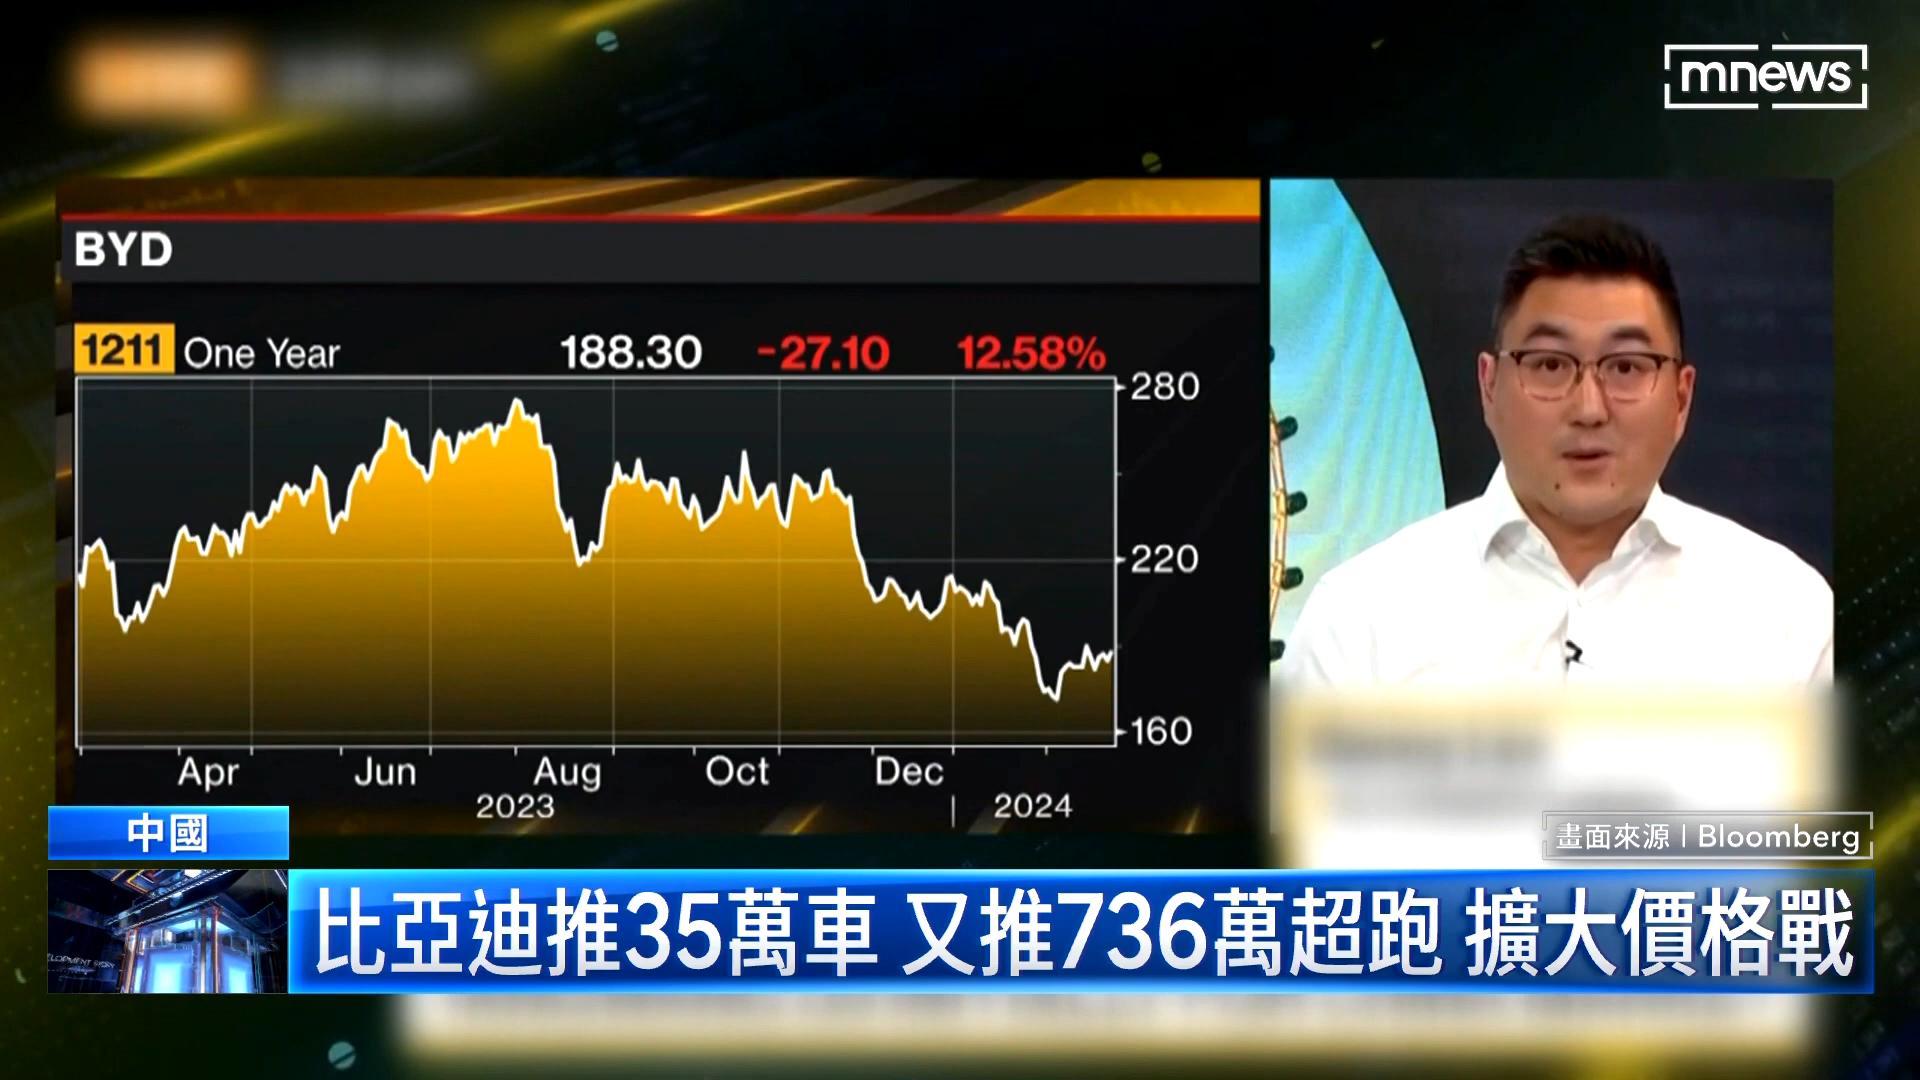 mnews
BYD
1211 One Year 188.30 -27.10 12.58%
280
220
160
Apr Jun Aug Oct Dec
2023 2024
中國
畫面來源 | Bloomberg
比亞迪推35萬車 又推736萬超跑 擴大價格戰